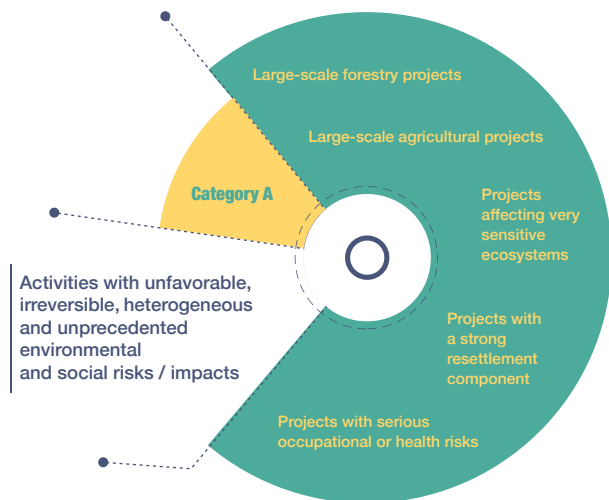 Large-scale forestry projects
Large-scale agricultural projects
Category A
Projects
affecting very
sensitive
ecosystems
Activities with unfavorable,
irreversible, heterogeneous
and unprecedented
environmental
and social risks / impacts
Projects with
a strong
resettlement
component
Projects with serious
occupational or health risks